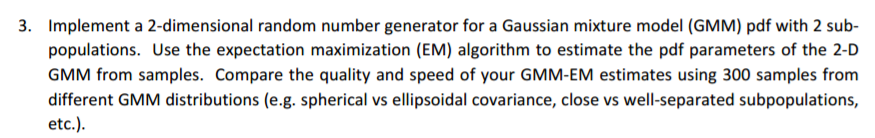 3. Implement a 2-dimensional random number generator for a Gaussian mixture model (GMM) pdf with 2 sub-
populations. Use the expectation maximization (EM) algorithm to estimate the pdf parameters of the 2-D
GMM from samples. Compare the quality and speed of your GMM-EM estimates using 300 samples from
different GMM distributions (e.g. spherical vs ellipsoidal covariance, close vs well-separated subpopulations,
etc.).